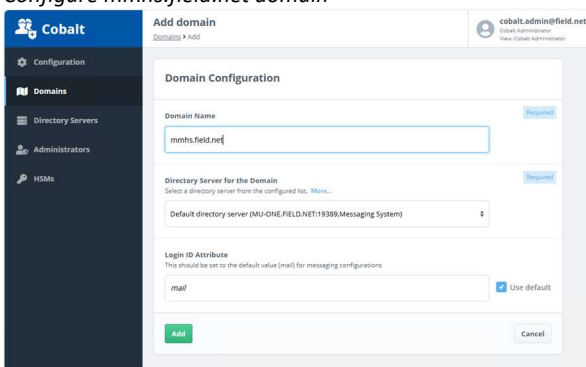 Configure mmhs.field.net domain
Cobalt
Add domain
Domains > Add
cobalt.admin@field.net
Cobalt Administrator
View: Cobalt Administrator
Configuration
Domains
Directory Servers
Administrators
HSMs
Domain Configuration
Domain Name
Required
mmhs.field.net
Directory Server for the Domain
Required
Select a directory server from the configured list. More...
Default directory server (MU-ONE.FIELD.NET:19389,Messaging System)
Login ID Attribute
This should be set to the default value (mail) for messaging configurations
mail
Use default
Add
Cancel